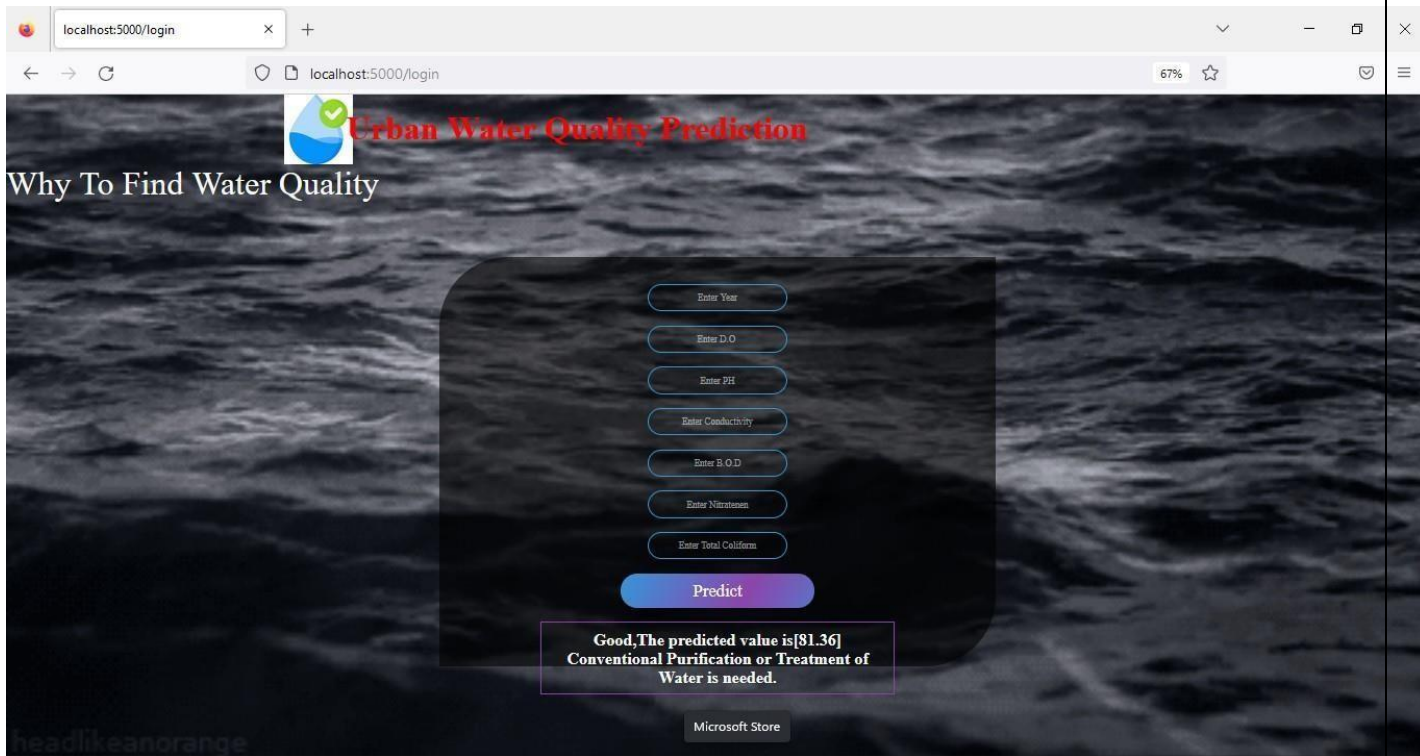 localhost:5000/login
localhost:5000/login
67%
Urban Water Quality Prediction
Why To Find Water Quality
Enter Year
Enter D.O
Enter PH
Enter Conductivity
Enter B.O.D
Enter Nitratenen
Enter Total Coliform
Predict
Good,The predicted value is[81.36]
Conventional Purification or Treatment of
Water is needed.
Microsoft Store
headlikeanorange